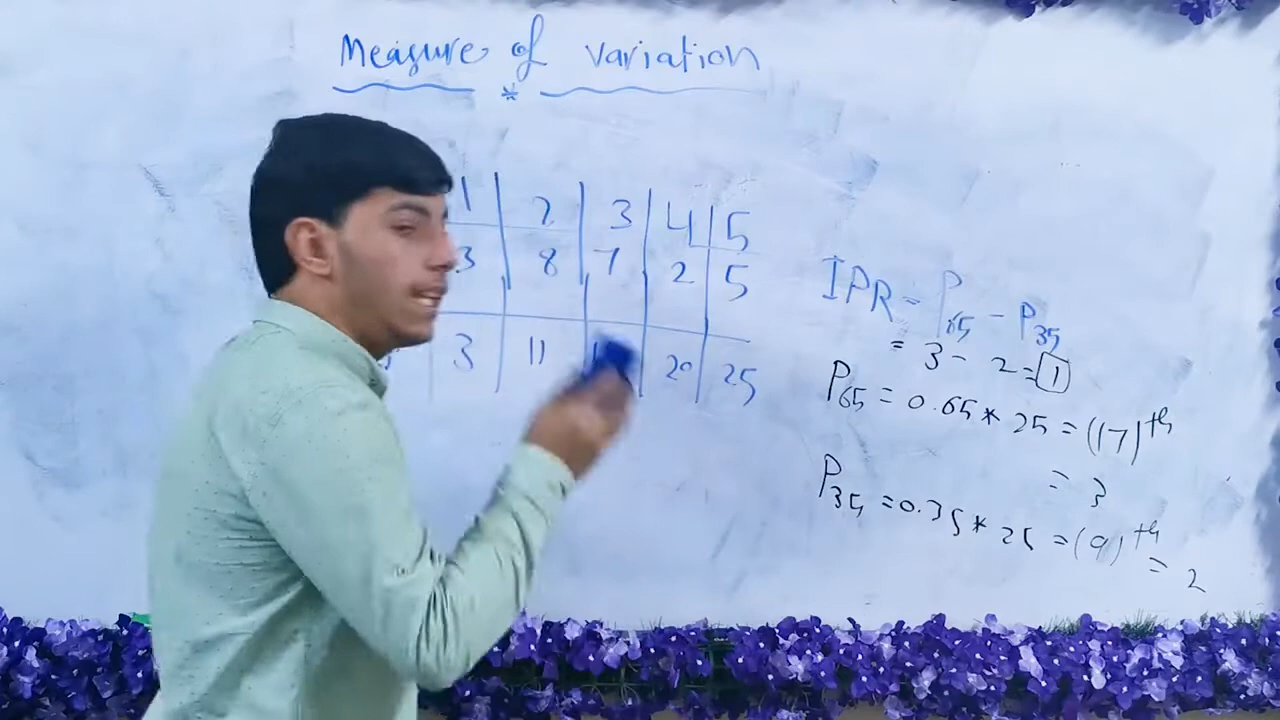 Measure of variation
*
1 2 3 4 5
3 8 7 2 5
3 11 20 25
IPR = P65 - P35
= 3 - 2 = 1
P65 = 0.65 * 25 = (17)th
= 3
P35 = 0.35 * 25 = (9)th
= 2